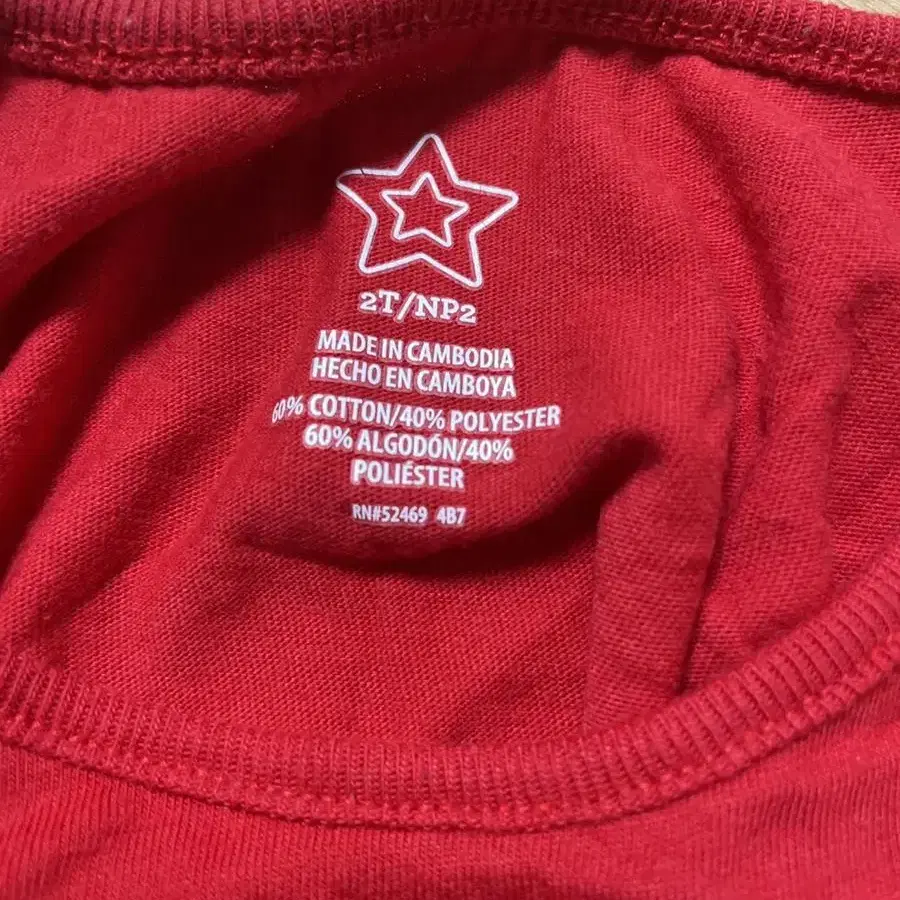 2T/NP2
MADE IN CAMBODIA
HECHO EN CAMBOYA
60% COTTON/40% POLYESTER
60% ALGODÓN/40%
POLIÉSTER
RN#52469 4B7